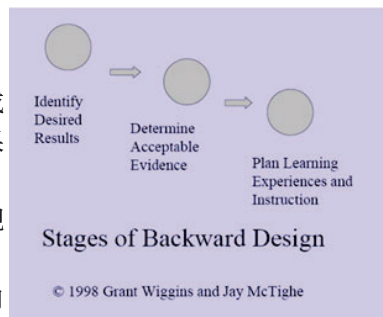 Identify
Desired
Results
Determine
Acceptable
Evidence
Plan Learning
Experiences and
Instruction
Stages of Backward Design
© 1998 Grant Wiggins and Jay McTighe